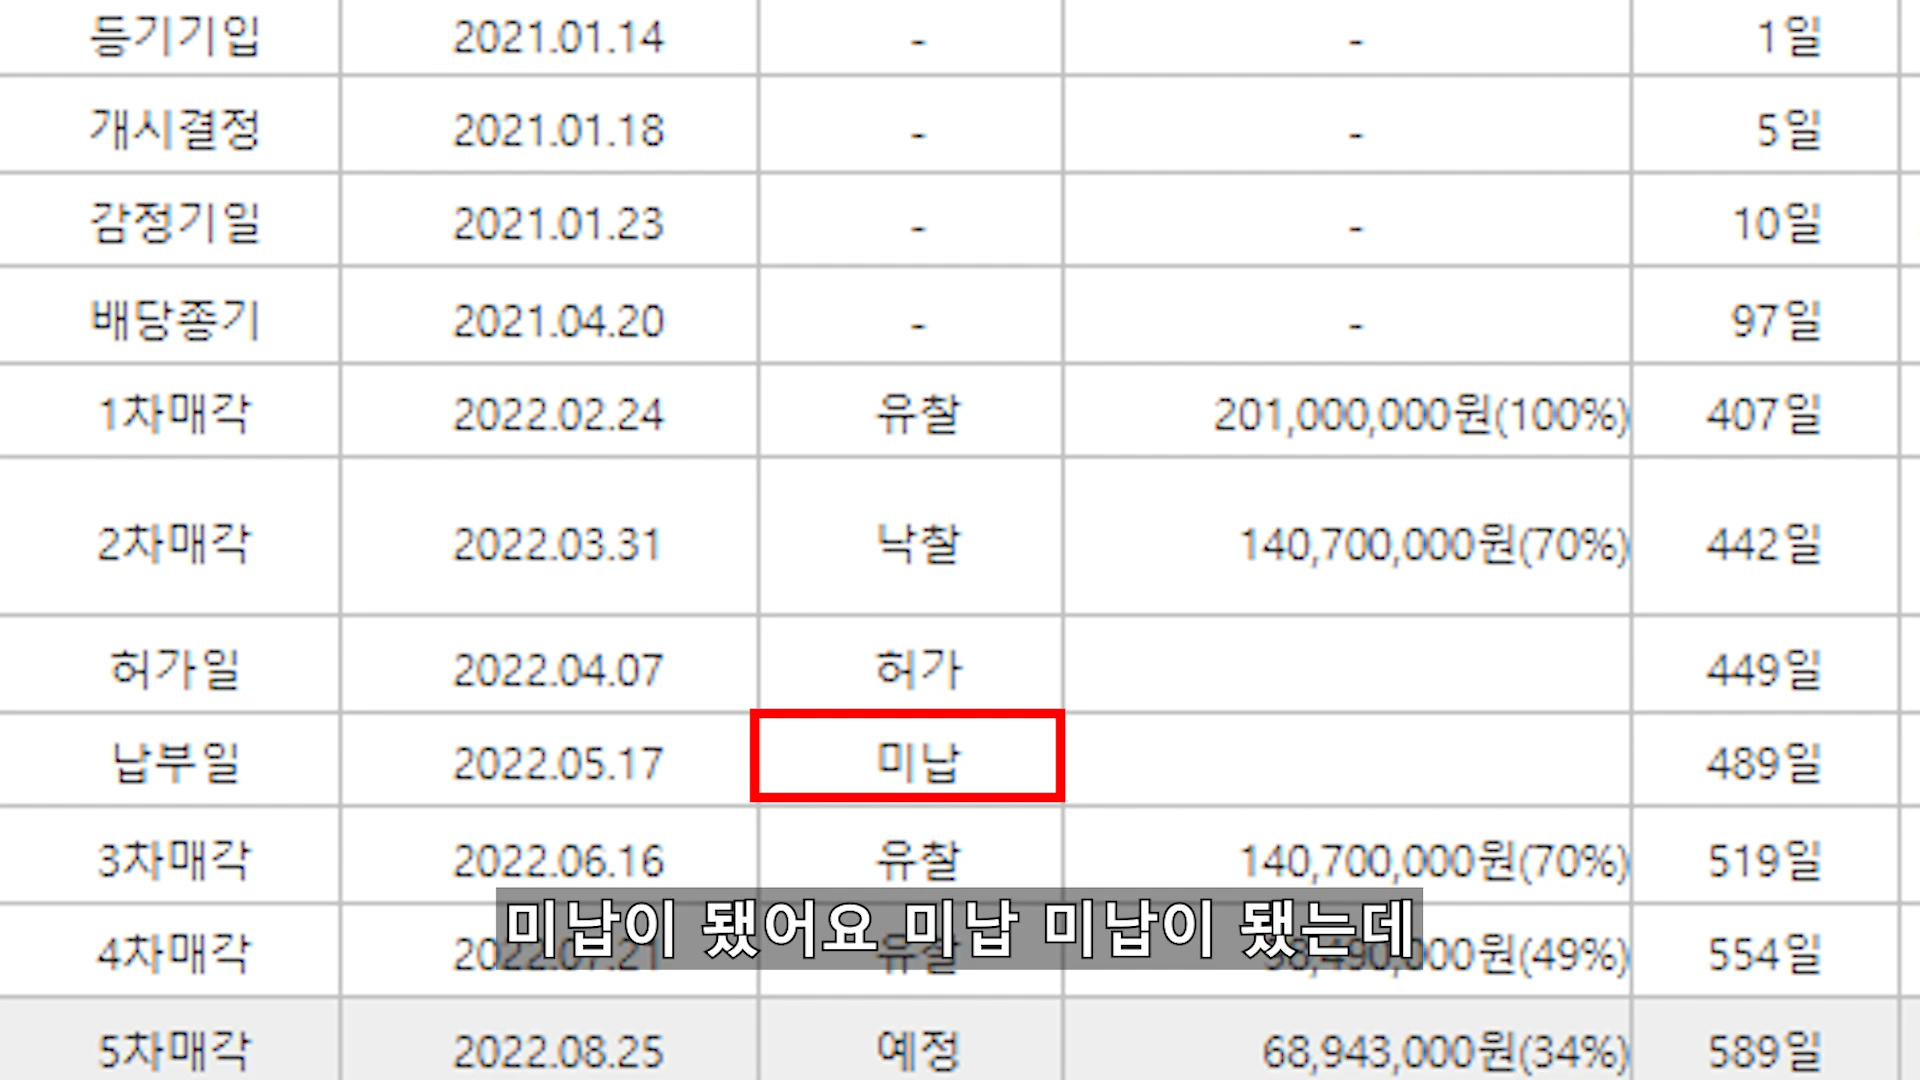 등기기입 2021.01.14 - - 1일
개시결정 2021.01.18 - - 5일
감정기일 2021.01.23 - - 10일
배당종기 2021.04.20 - - 97일
1차매각 2022.02.24 유찰 201,000,000원(100%) 407일
2차매각 2022.03.31 낙찰 140,700,000원(70%) 442일
허가일 2022.04.07 허가 449일
납부일 2022.05.17 미납 489일
3차매각 2022.06.16 유찰 140,700,000원(70%) 519일
미납이 됐어요 미납 미납이 됐는데
4차매각 2022.07.21 유찰 98,490,000원(49%) 554일
5차매각 2022.08.25 예정 68,943,000원(34%) 589일